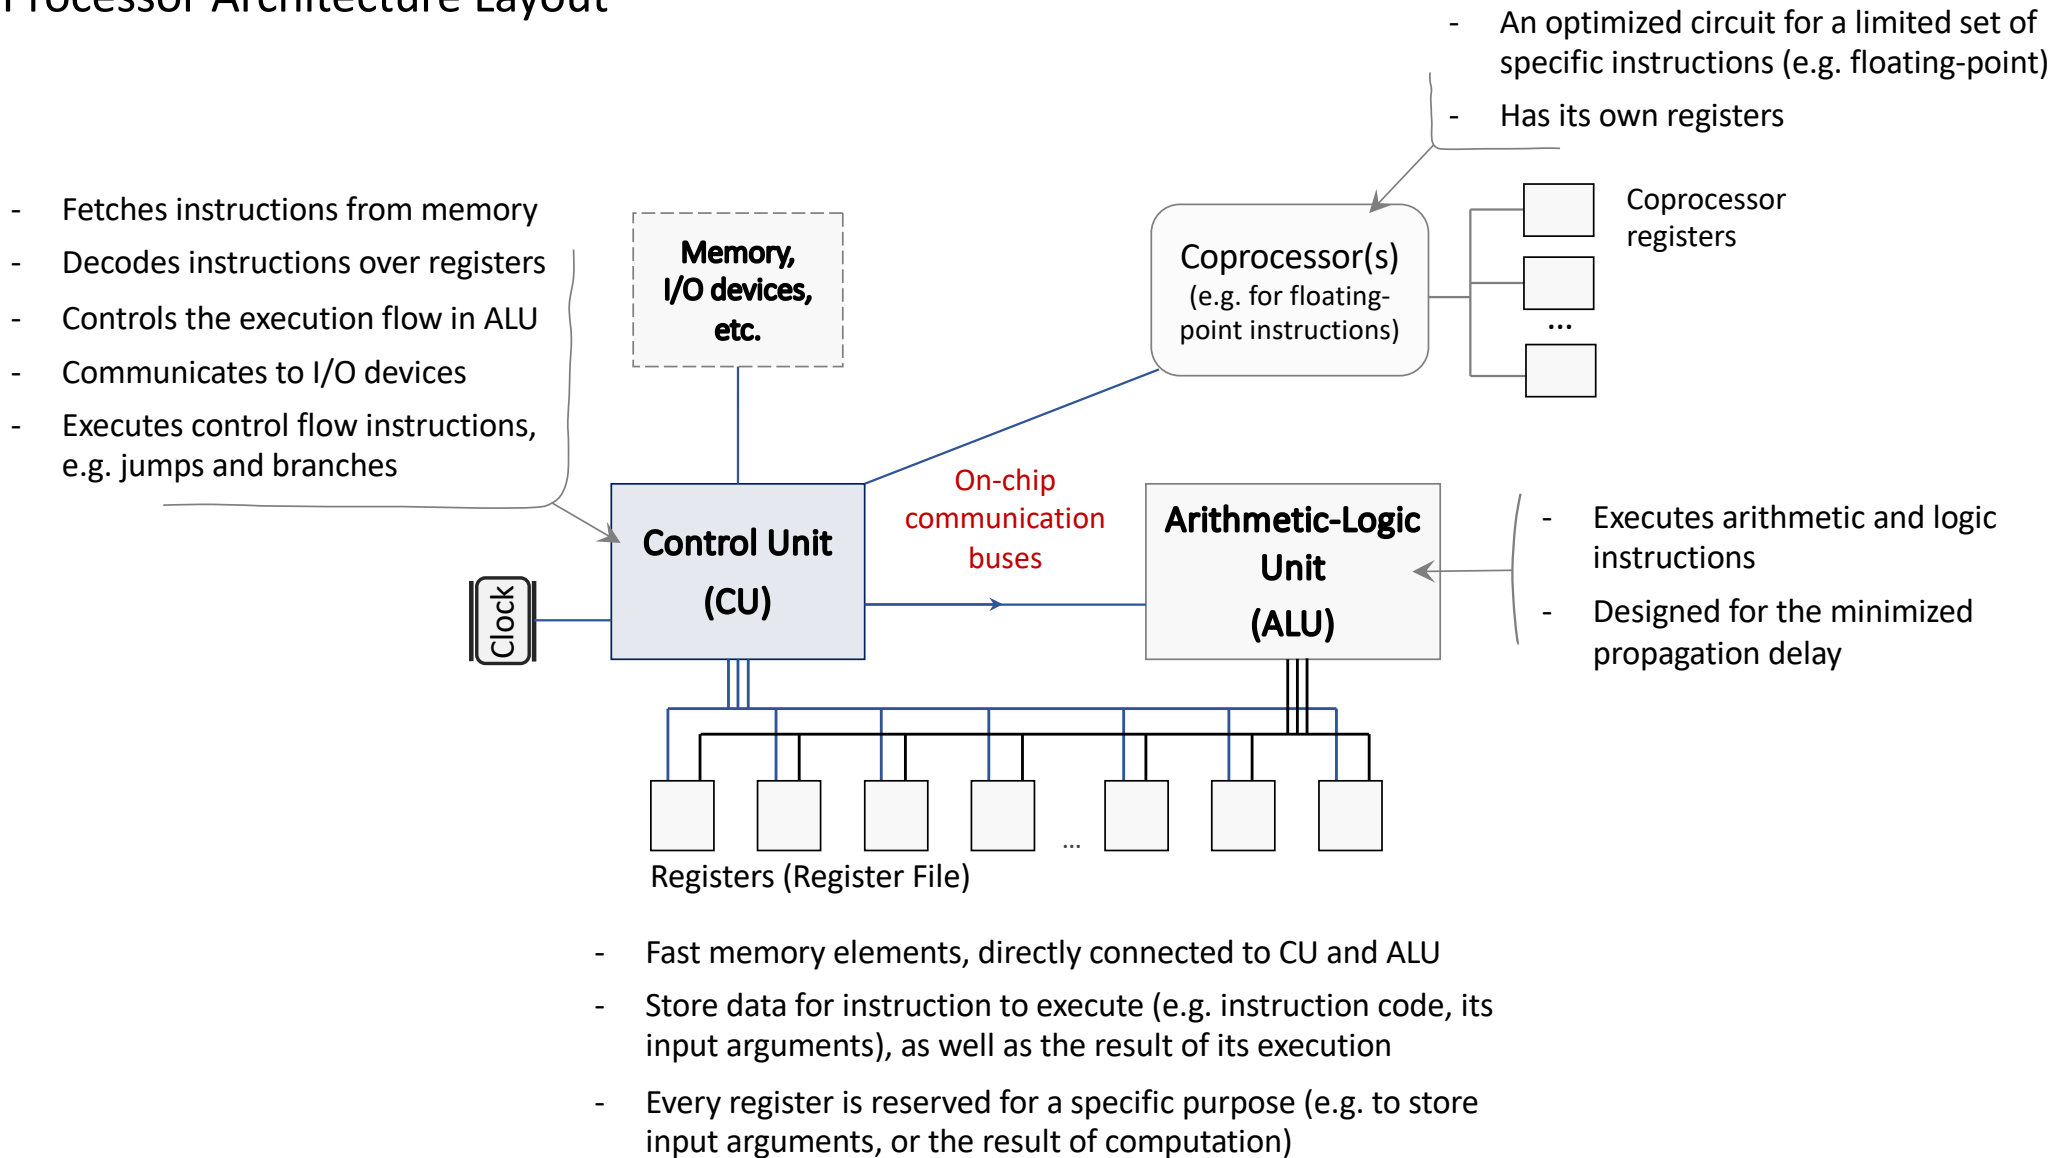 Processor Architecture Layout
- An optimized circuit for a limited set of
specific instructions (e.g. floating-point)
- Has its own registers
- Fetches instructions from memory
- Decodes instructions over registers
- Controls the execution flow in ALU
- Communicates to I/O devices
- Executes control flow instructions,
e.g. jumps and branches
Memory,
I/O devices,
etc.
Coprocessor(s)
(e.g. for floating-
point instructions)
Coprocessor
registers
...
On-chip
communication
buses
Control Unit
(CU)
Clock
Arithmetic-Logic
Unit
(ALU)
- Executes arithmetic and logic
instructions
- Designed for the minimized
propagation delay
...
Registers (Register File)
- Fast memory elements, directly connected to CU and ALU
- Store data for instruction to execute (e.g. instruction code, its
input arguments), as well as the result of its execution
- Every register is reserved for a specific purpose (e.g. to store
input arguments, or the result of computation)